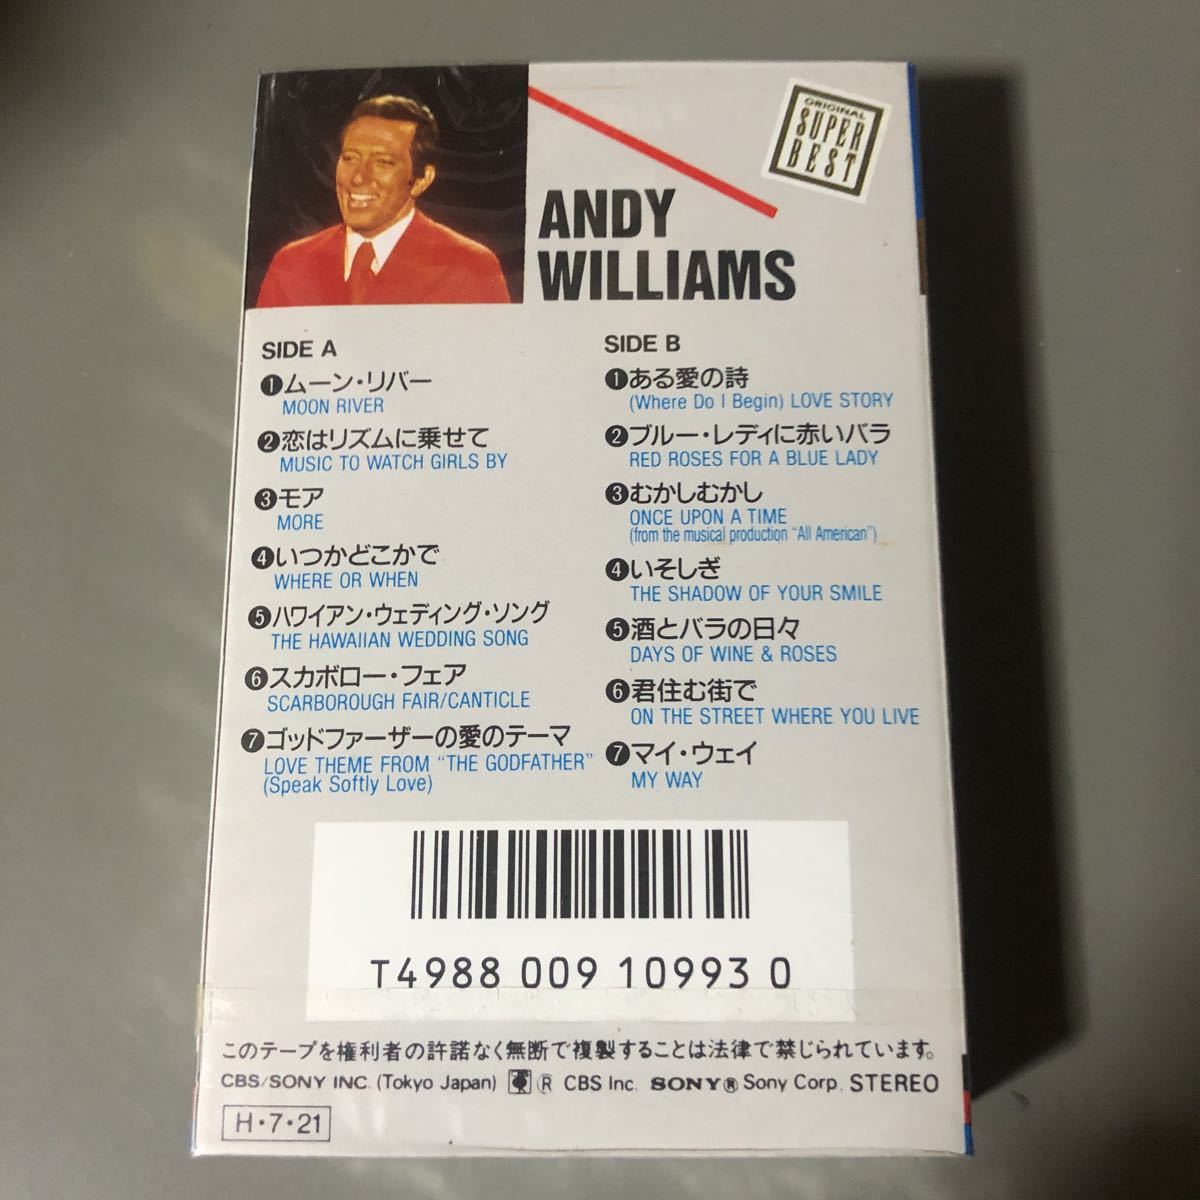 ORIGINAL
SUPER
BEST
ANDY
WILLIAMS
SIDE A
❶ムーン・リバー
MOON RIVER
❷恋はリズムに乗せて
MUSIC TO WATCH GIRLS BY
❸モア
MORE
❹いつかどこかで
WHERE OR WHEN
❺ハワイアン・ウェディング・ソング
THE HAWAIIAN WEDDING SONG
❻スカボロー・フェア
SCARBOROUGH FAIR/CANTICLE
❼ゴッドファーザーの愛のテーマ
LOVE THEME FROM “THE GODFATHER”
(Speak Softly Love)
SIDE B
❶ある愛の詩
(Where Do I Begin) LOVE STORY
❷ブルー・レディに赤いバラ
RED ROSES FOR A BLUE LADY
❸むかしむかし
ONCE UPON A TIME
(from the musical production “All American”)
❹いそしぎ
THE SHADOW OF YOUR SMILE
❺酒とバラの日々
DAYS OF WINE & ROSES
❻君住む街で
ON THE STREET WHERE YOU LIVE
❼マイ・ウェイ
MY WAY
T4988 009 10993 0
このテープを権利者の許諾なく無断で複製することは法律で禁じられています。
CBS/SONY INC. (Tokyo Japan) ® CBS Inc. SONY® Sony Corp. STEREO
H・7・21